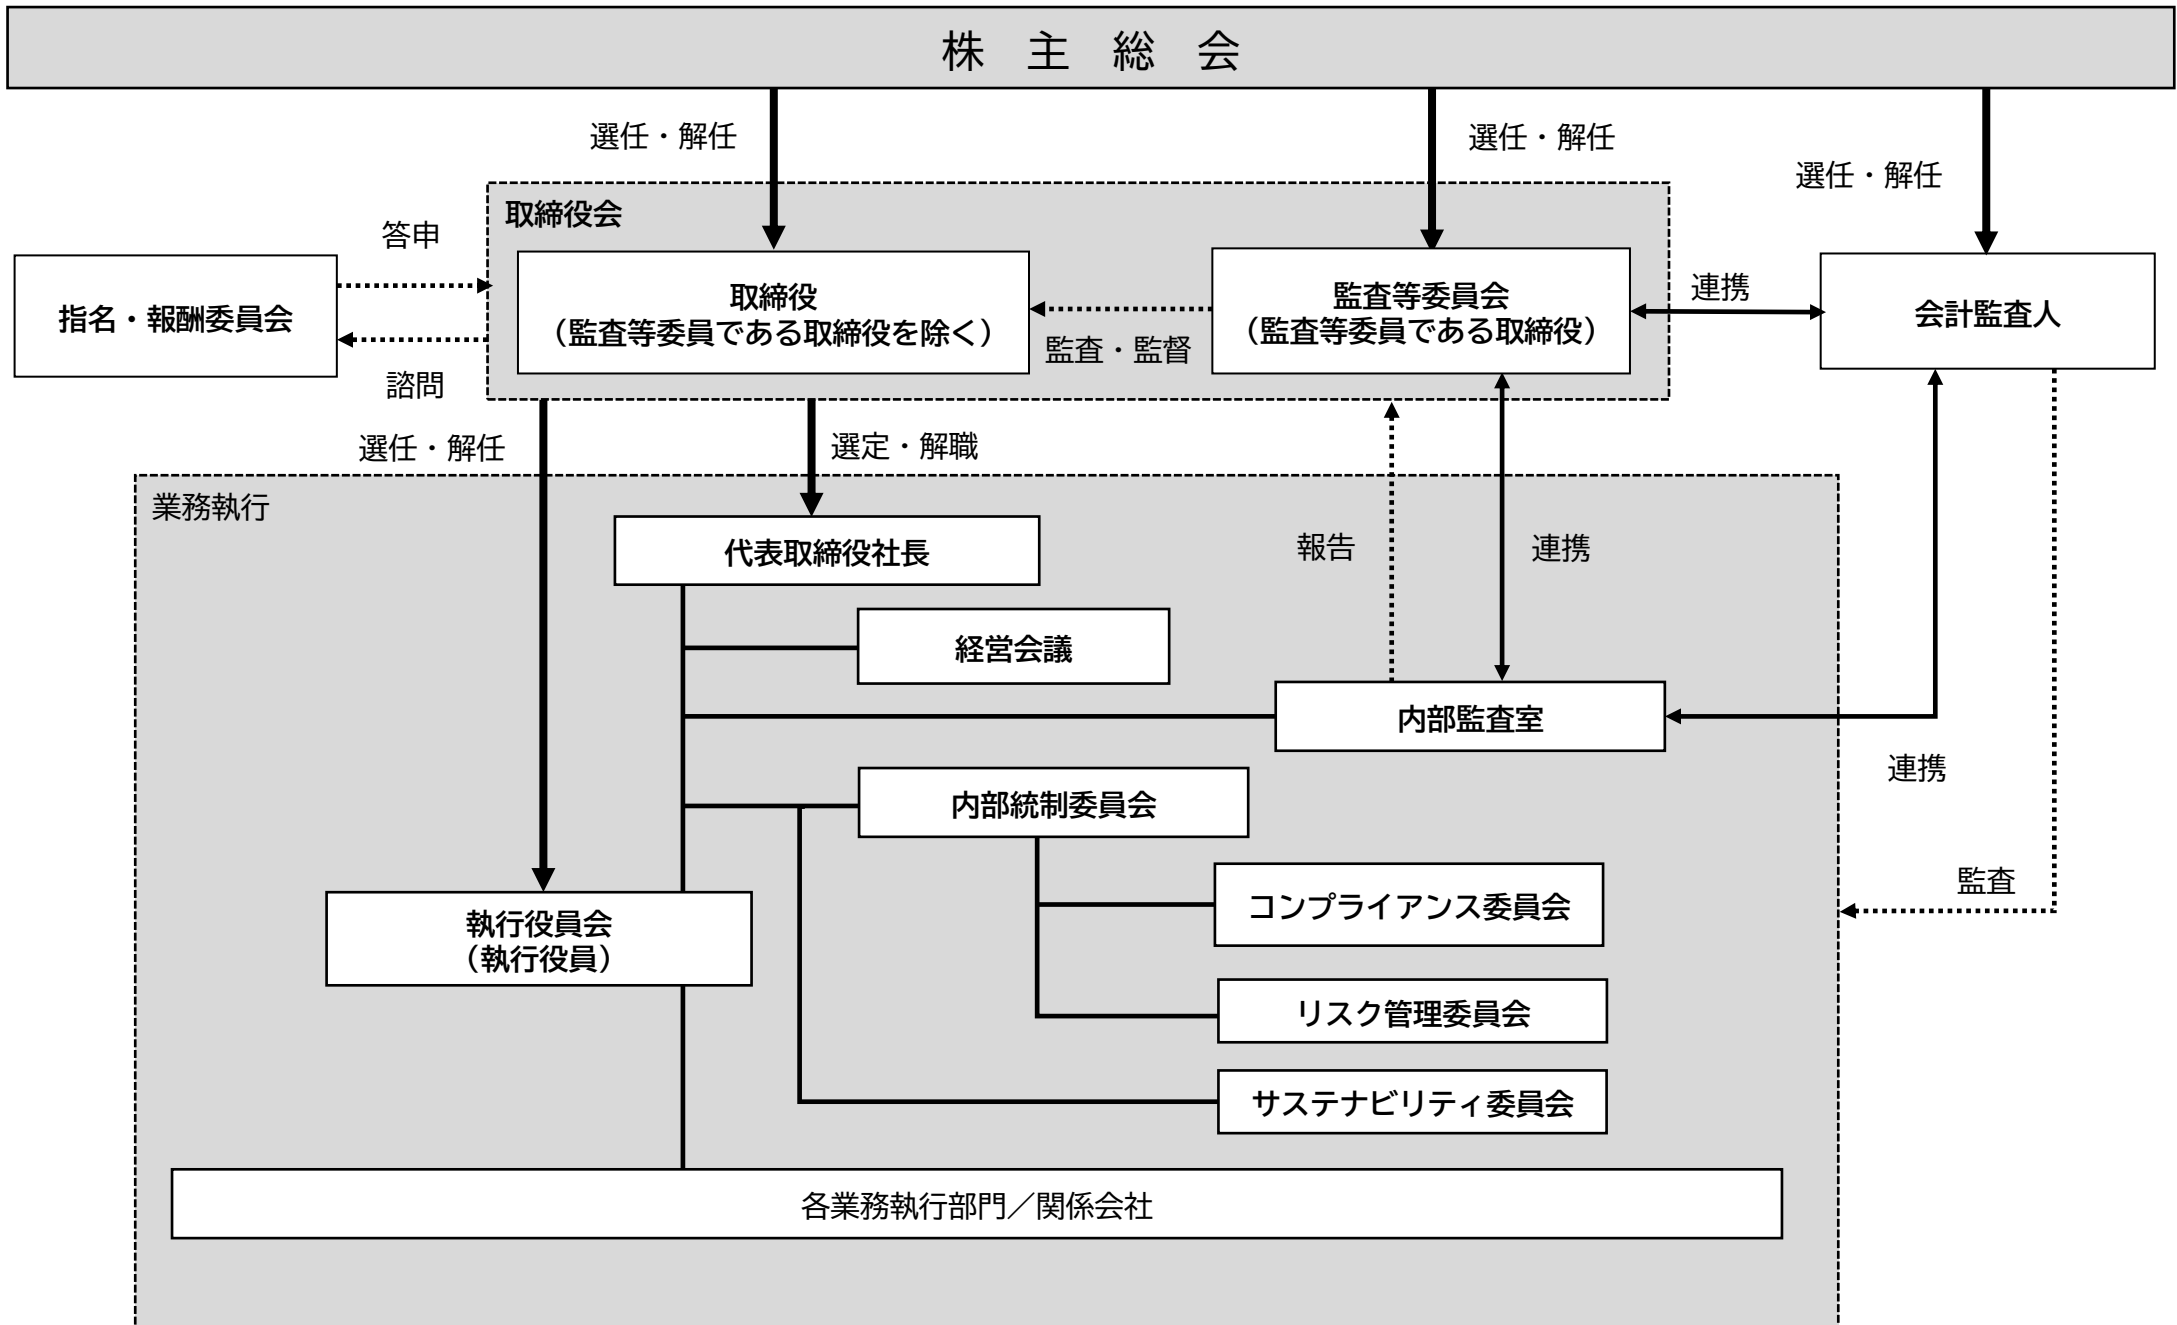 株 主 総 会
選任・解任
選任・解任
選任・解任
取締役会
答申
指名・報酬委員会
諮問
取締役
（監査等委員である取締役を除く）
監査・監督
監査等委員会
（監査等委員である取締役）
連携
会計監査人
選任・解任
選定・解職
業務執行
代表取締役社長
報告
連携
経営会議
内部監査室
連携
内部統制委員会
コンプライアンス委員会
監査
執行役員会
（執行役員）
リスク管理委員会
サステナビリティ委員会
各業務執行部門／関係会社